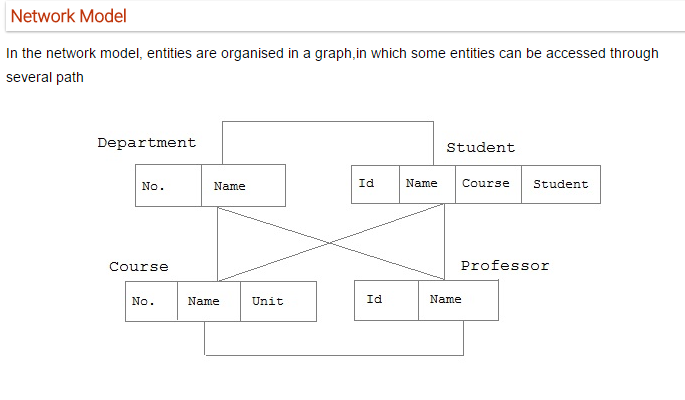 Network Model
In the network model, entities are organised in a graph,in which some entities can be accessed through
several path
Department
Student
No. Name
Id Name Course Student
Course
Professor
No. Name Unit
Id Name